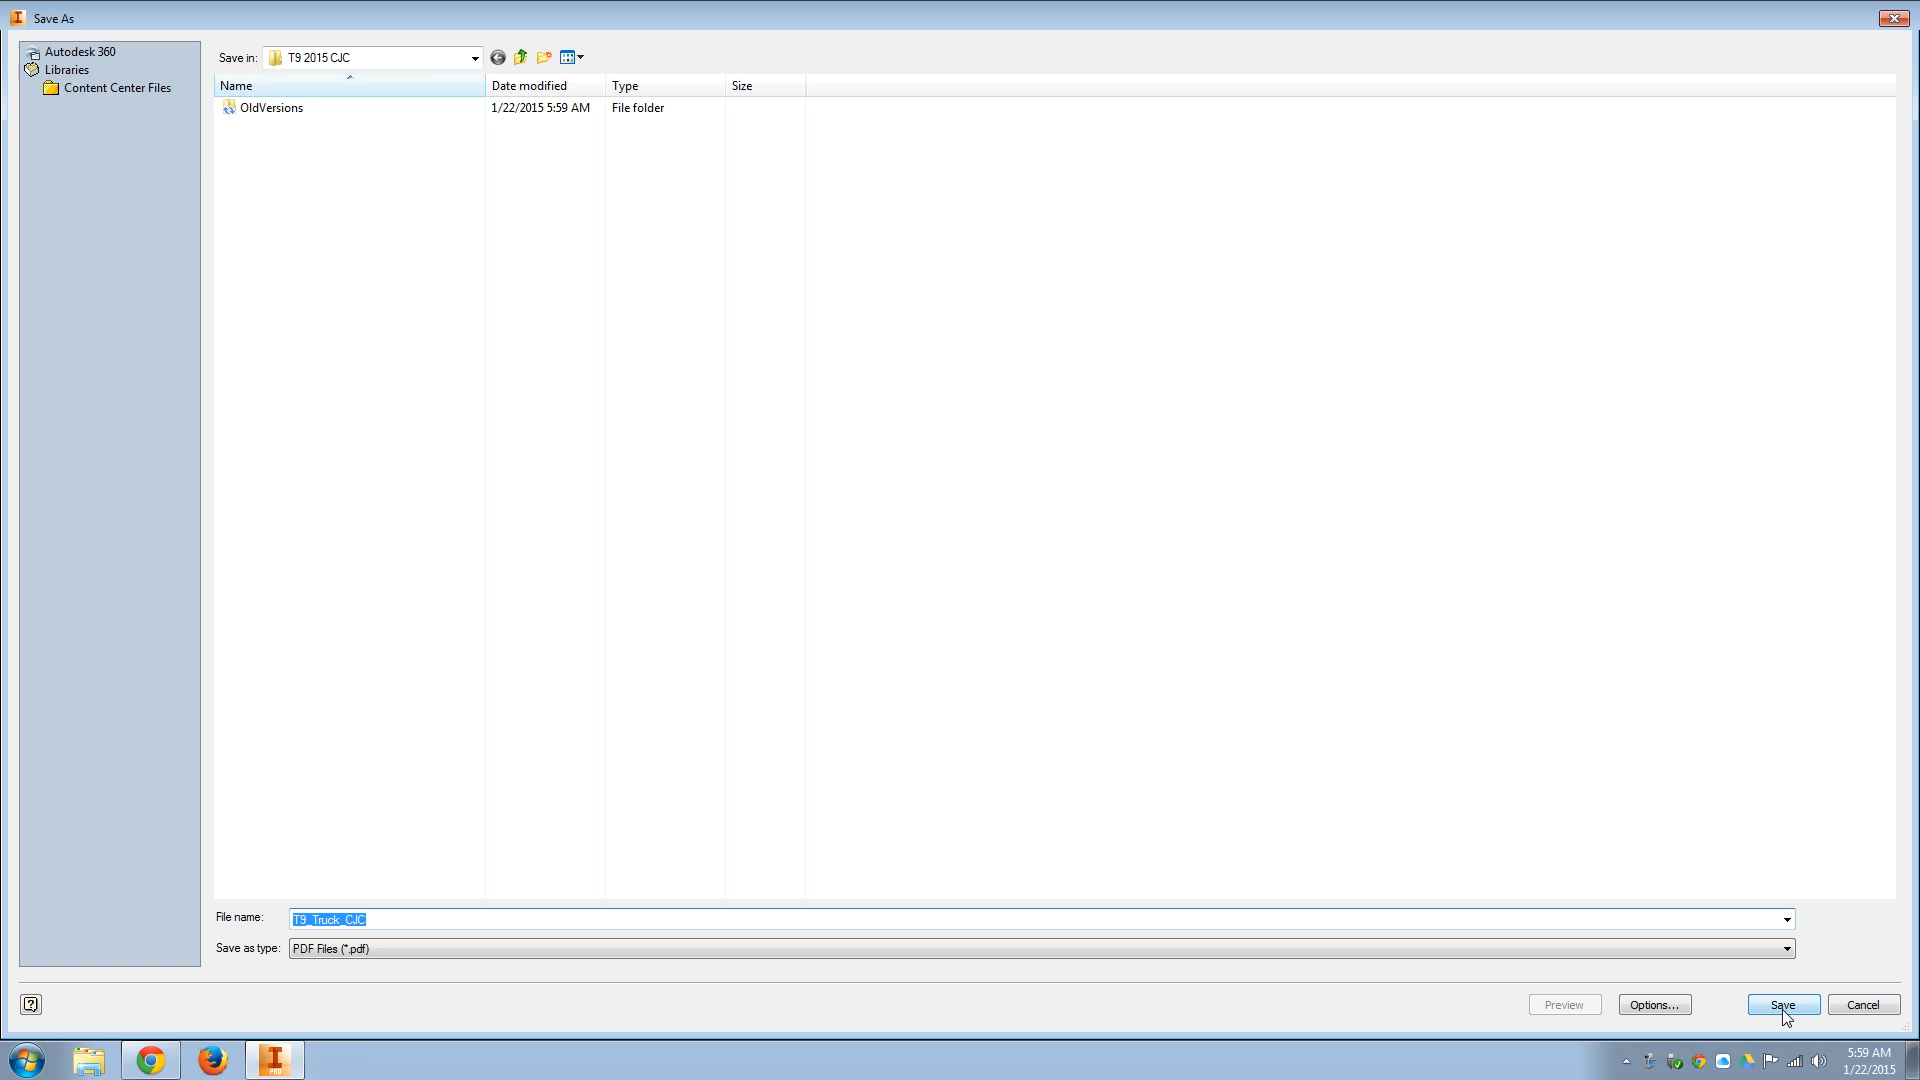 Save As
Autodesk 360
Libraries
Content Center Files
Save in: T9 2015 CJC
Name Date modified Type Size
OldVersions 1/22/2015 5:59 AM File folder
File name: T9_Truck_CJC
Save as type: PDF Files (*.pdf)
Preview Options... Save Cancel
PRO
5:59 AM
1/22/2015